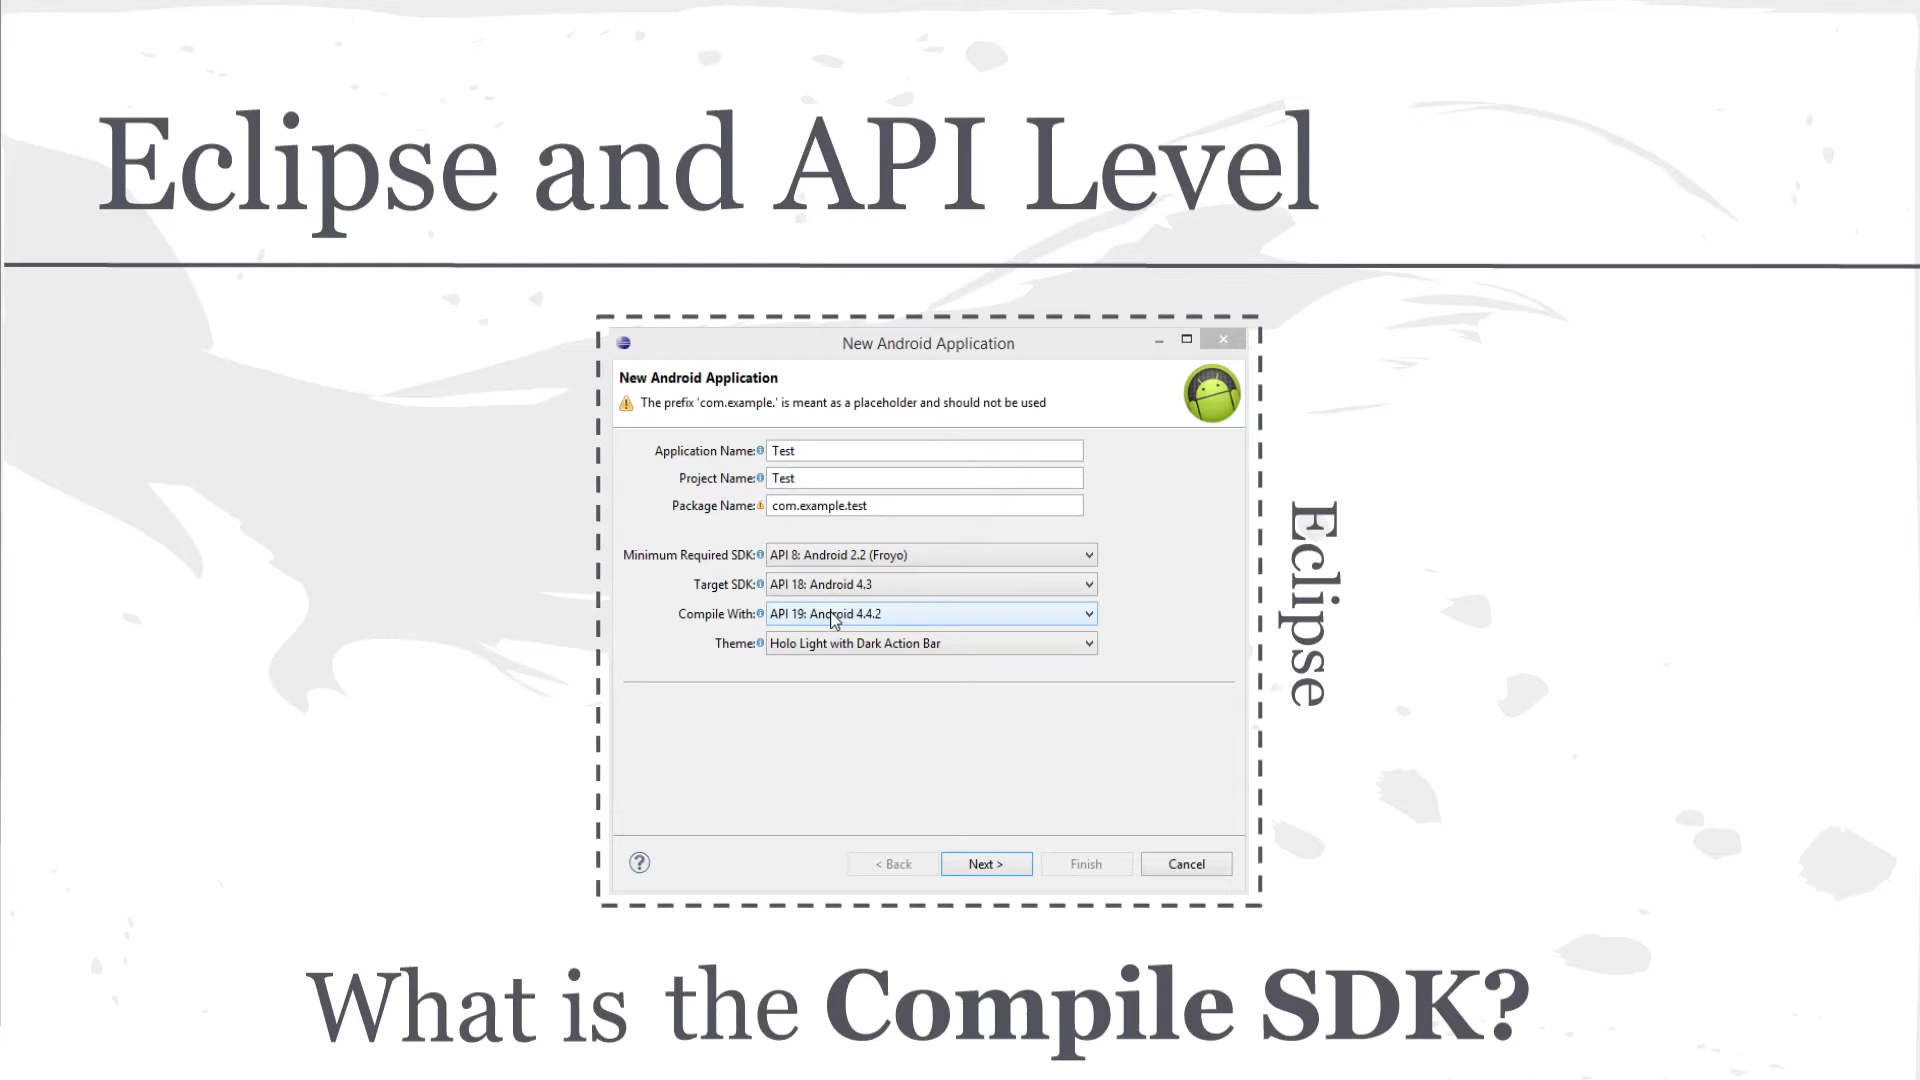 Eclipse and API Level
New Android Application
New Android Application
The prefix 'com.example.' is meant as a placeholder and should not be used
Application Name: Test
Project Name: Test
Package Name: com.example.test
Minimum Required SDK: API 8: Android 2.2 (Froyo)
Target SDK: API 18: Android 4.3
Compile With: API 19: Android 4.4.2
Theme: Holo Light with Dark Action Bar
? < Back Next > Finish Cancel
Eclipse
What is the Compile SDK?